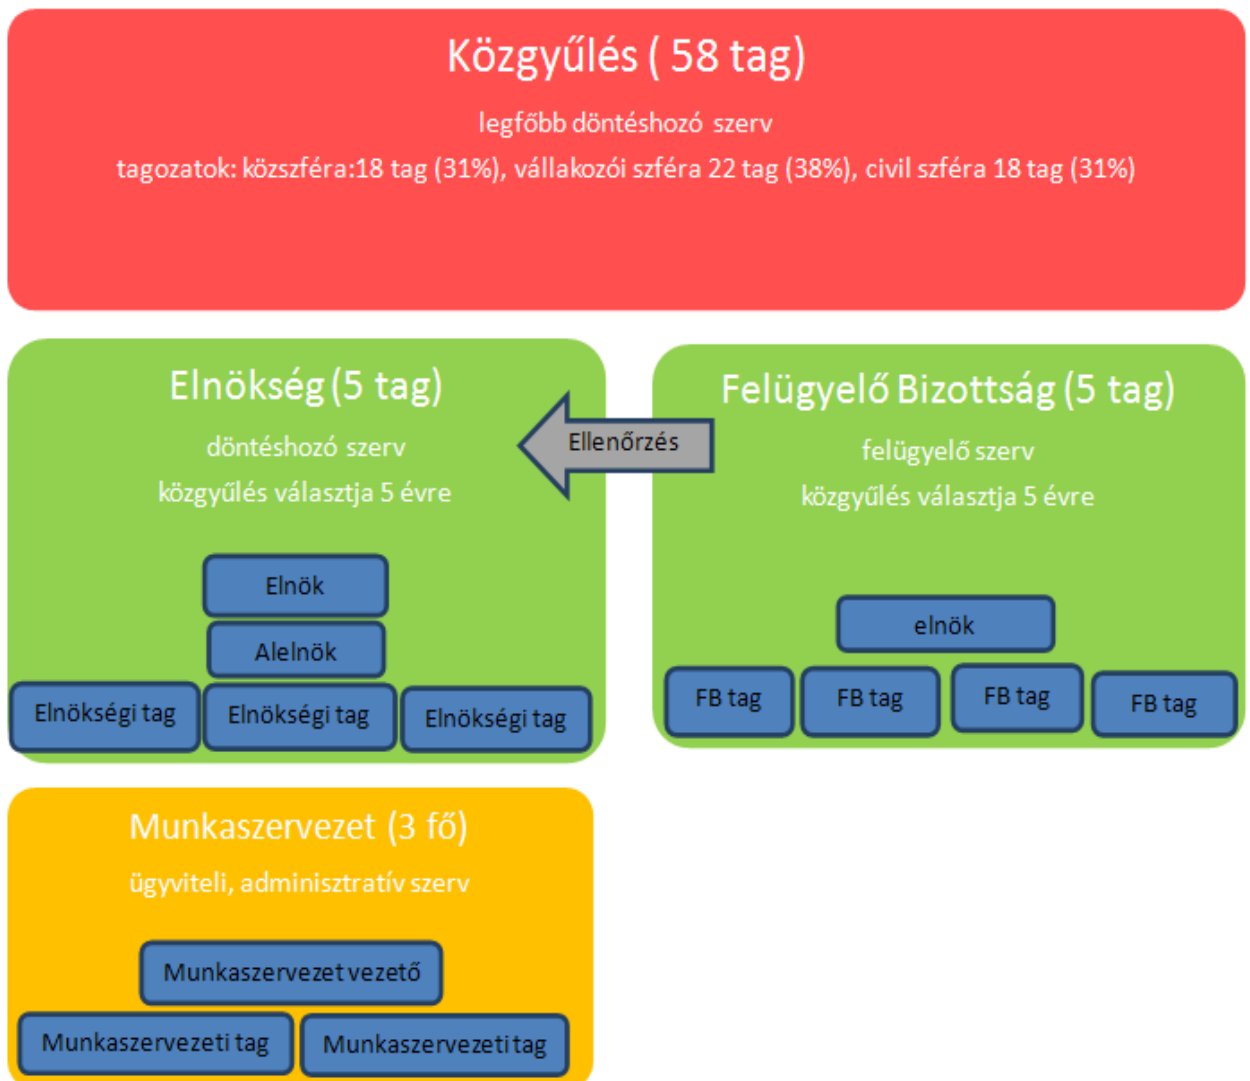 Közgyűlés ( 58 tag)
legfőbb döntéshozó szerv
tagozatok: közszféra:18 tag (31%), vállakozói szféra 22 tag (38%), civil szféra 18 tag (31%)
Elnökség (5 tag)
döntéshozó szerv
közgyűlés választja 5 évre
Elnök
Alelnök
Elnökségi tag
Elnökségi tag
Elnökségi tag
Ellenőrzés
Felügyelő Bizottság (5 tag)
felügyelő szerv
közgyűlés választja 5 évre
elnök
FB tag
FB tag
FB tag
FB tag
Munkaszervezet (3 fő)
ügyviteli, adminisztratív szerv
Munkaszervezet vezető
Munkaszervezeti tag
Munkaszervezeti tag